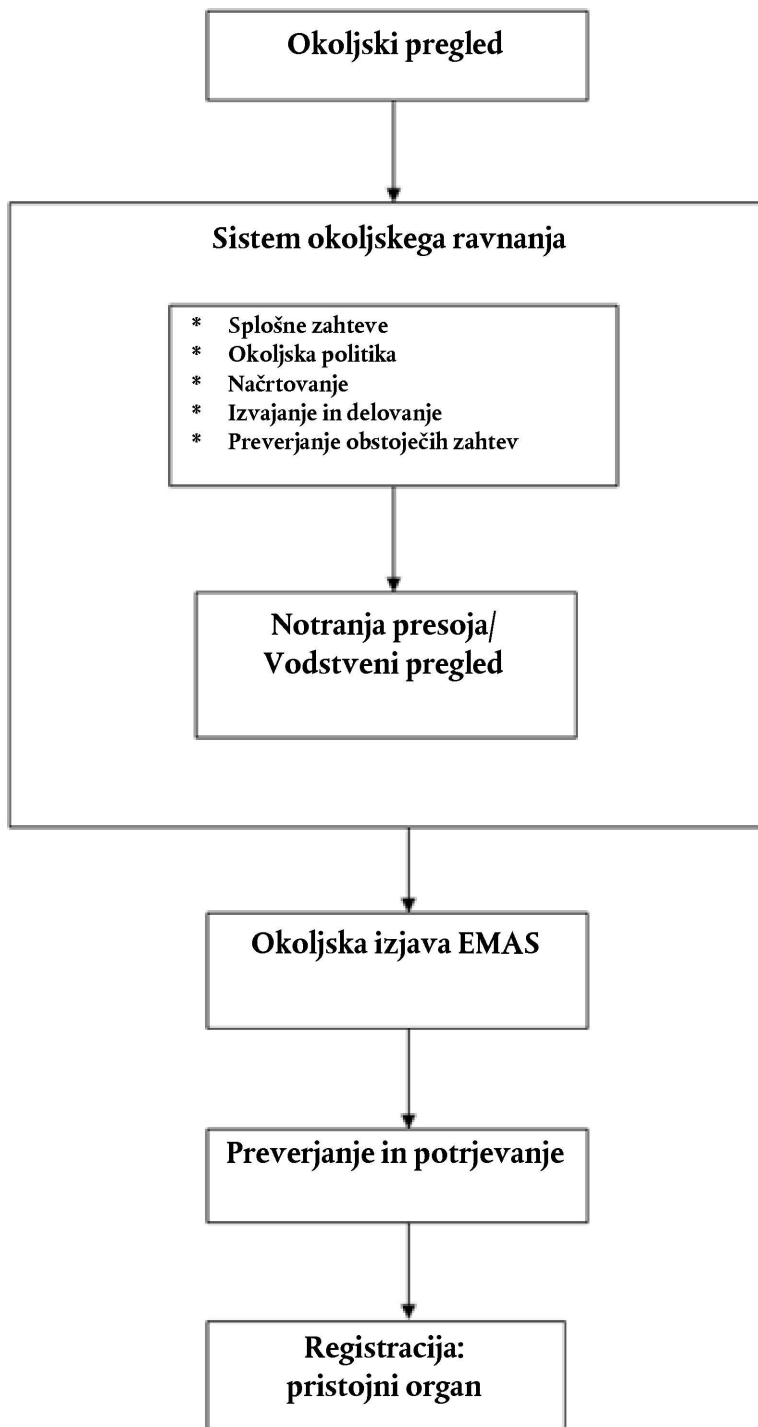 Okoljski pregled
Sistem okoljskega ravnanja
* Splošne zahteve
* Okoljska politika
* Načrtovanje
* Izvajanje in delovanje
* Preverjanje obstoječih zahtev
Notranja presoja/
Vodstveni pregled
Okoljska izjava EMAS
Preverjanje in potrjevanje
Registracija:
pristojni organ